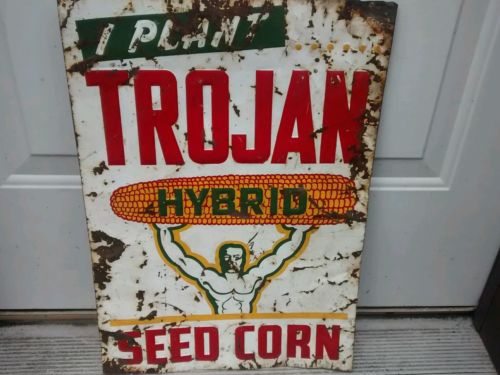 I PLANT
TROJAN
HYBRID
SEED CORN